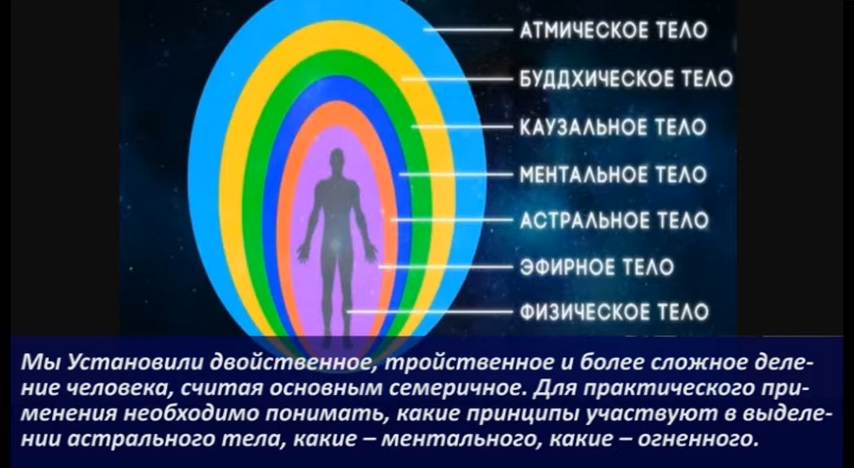 АТМИЧЕСКОЕ ТЕЛО
БУДДХИЧЕСКОЕ ТЕЛО
КАУЗАЛЬНОЕ ТЕЛО
МЕНТАЛЬНОЕ ТЕЛО
АСТРАЛЬНОЕ ТЕЛО
ЭФИРНОЕ ТЕЛО
ФИЗИЧЕСКОЕ ТЕЛО
Мы Установили двойственное, тройственное и более сложное деле-
ние человека, считая основным семеричное. Для практического при-
менения необходимо понимать, какие принципы участвуют в выделе-
нии астрального тела, какие – ментального, какие – огненного.